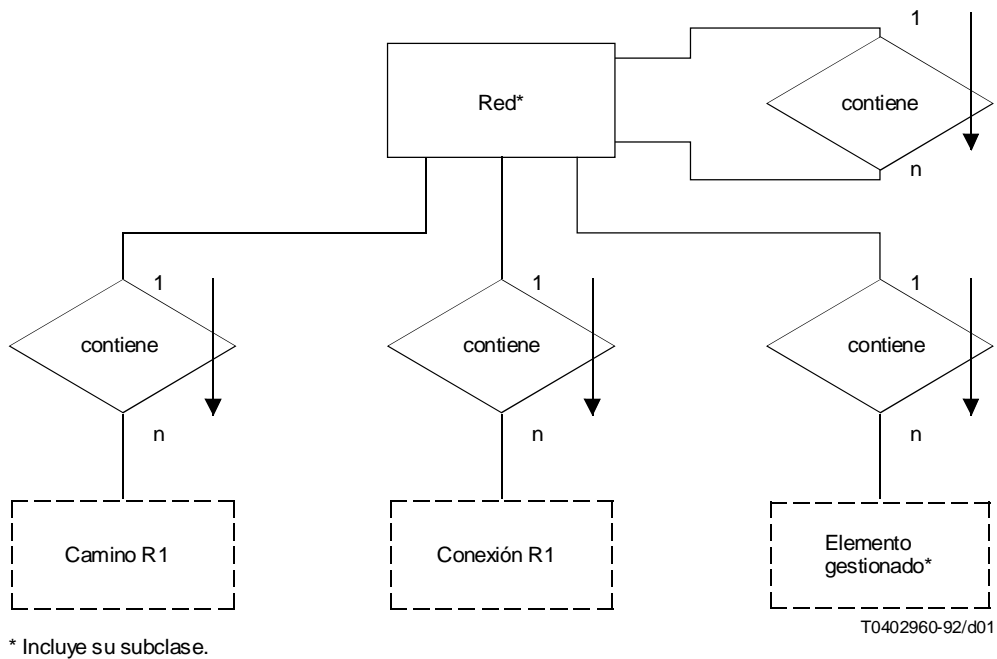 1
Red*
contiene
n
1
1
1
contiene
contiene
contiene
n
n
n
Camino R1
Conexión R1
Elemento
gestionado*
T0402960-92/d01
* Incluye su subclase.